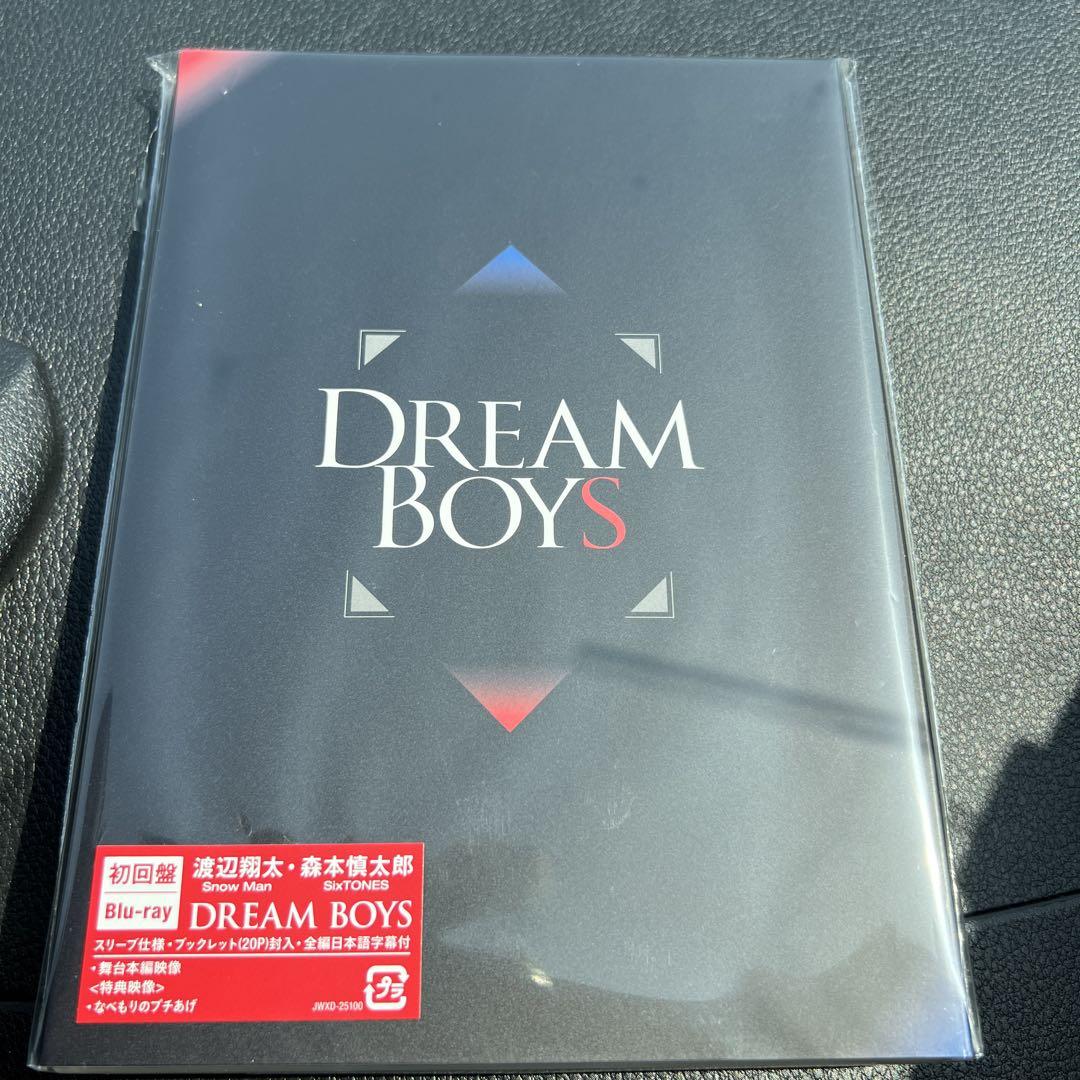 DREAM
BOYS
初回盤
Blu-ray
渡辺翔太・森本慎太郎
Snow Man SixTONES
DREAM BOYS
スリーブ仕様・ブックレット(20P)封入・全編日本語字幕付
・舞台本編映像
<特典映像>
・なべもりのプチあげ
プラ
JWXD-25100